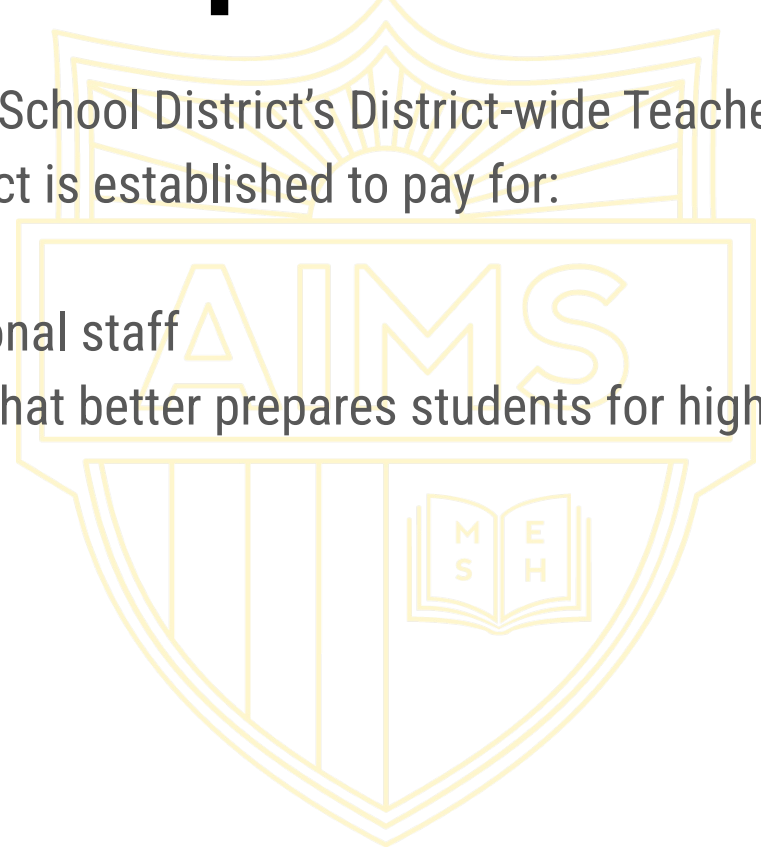 School District’s District-wide Teache
ct is established to pay for:
onal staff
AIMS
hat better prepares students for high
M E
S H